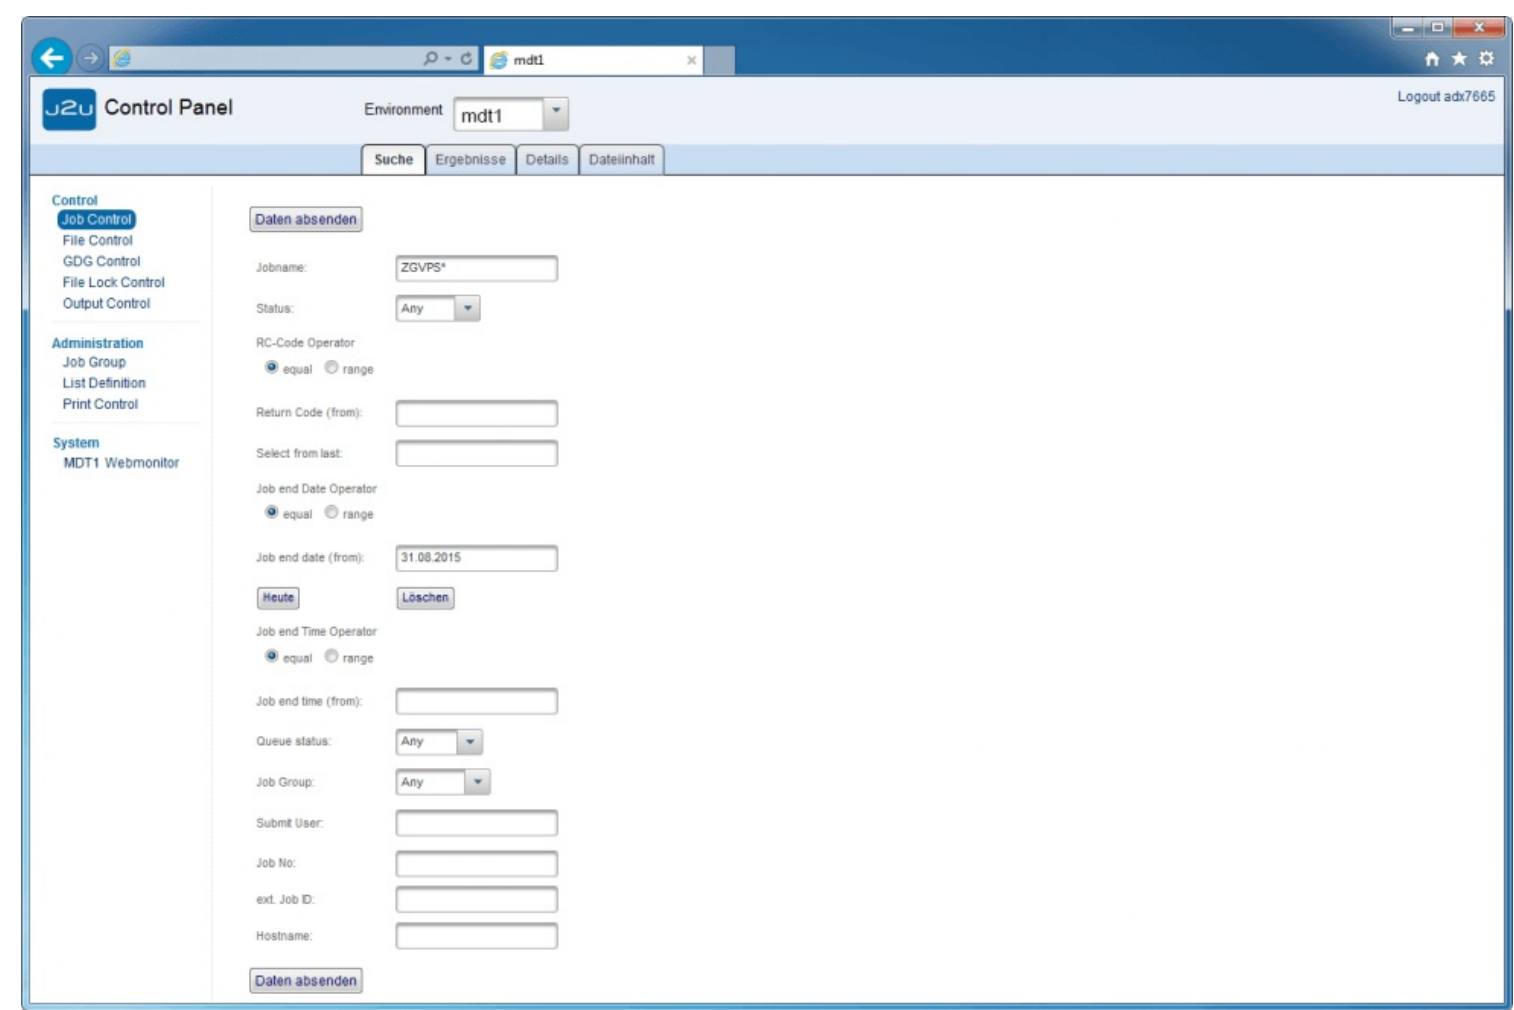 mdt1
J2U Control Panel
Environment mdt1
Logout adx7665
Suche Ergebnisse Details Dateiinhalt
Control
Job Control
File Control
GDG Control
File Lock Control
Output Control
Administration
Job Group
List Definition
Print Control
System
MDT1 Webmonitor
Daten absenden
Jobname: ZGVPS*
Status: Any
RC-Code Operator
equal range
Return Code (from):
Select from last:
Job end Date Operator
equal range
Job end date (from): 31.08.2015
Heute Löschen
Job end Time Operator
equal range
Job end time (from):
Queue status: Any
Job Group: Any
Submit User:
Job No:
ext. Job ID:
Hostname:
Daten absenden